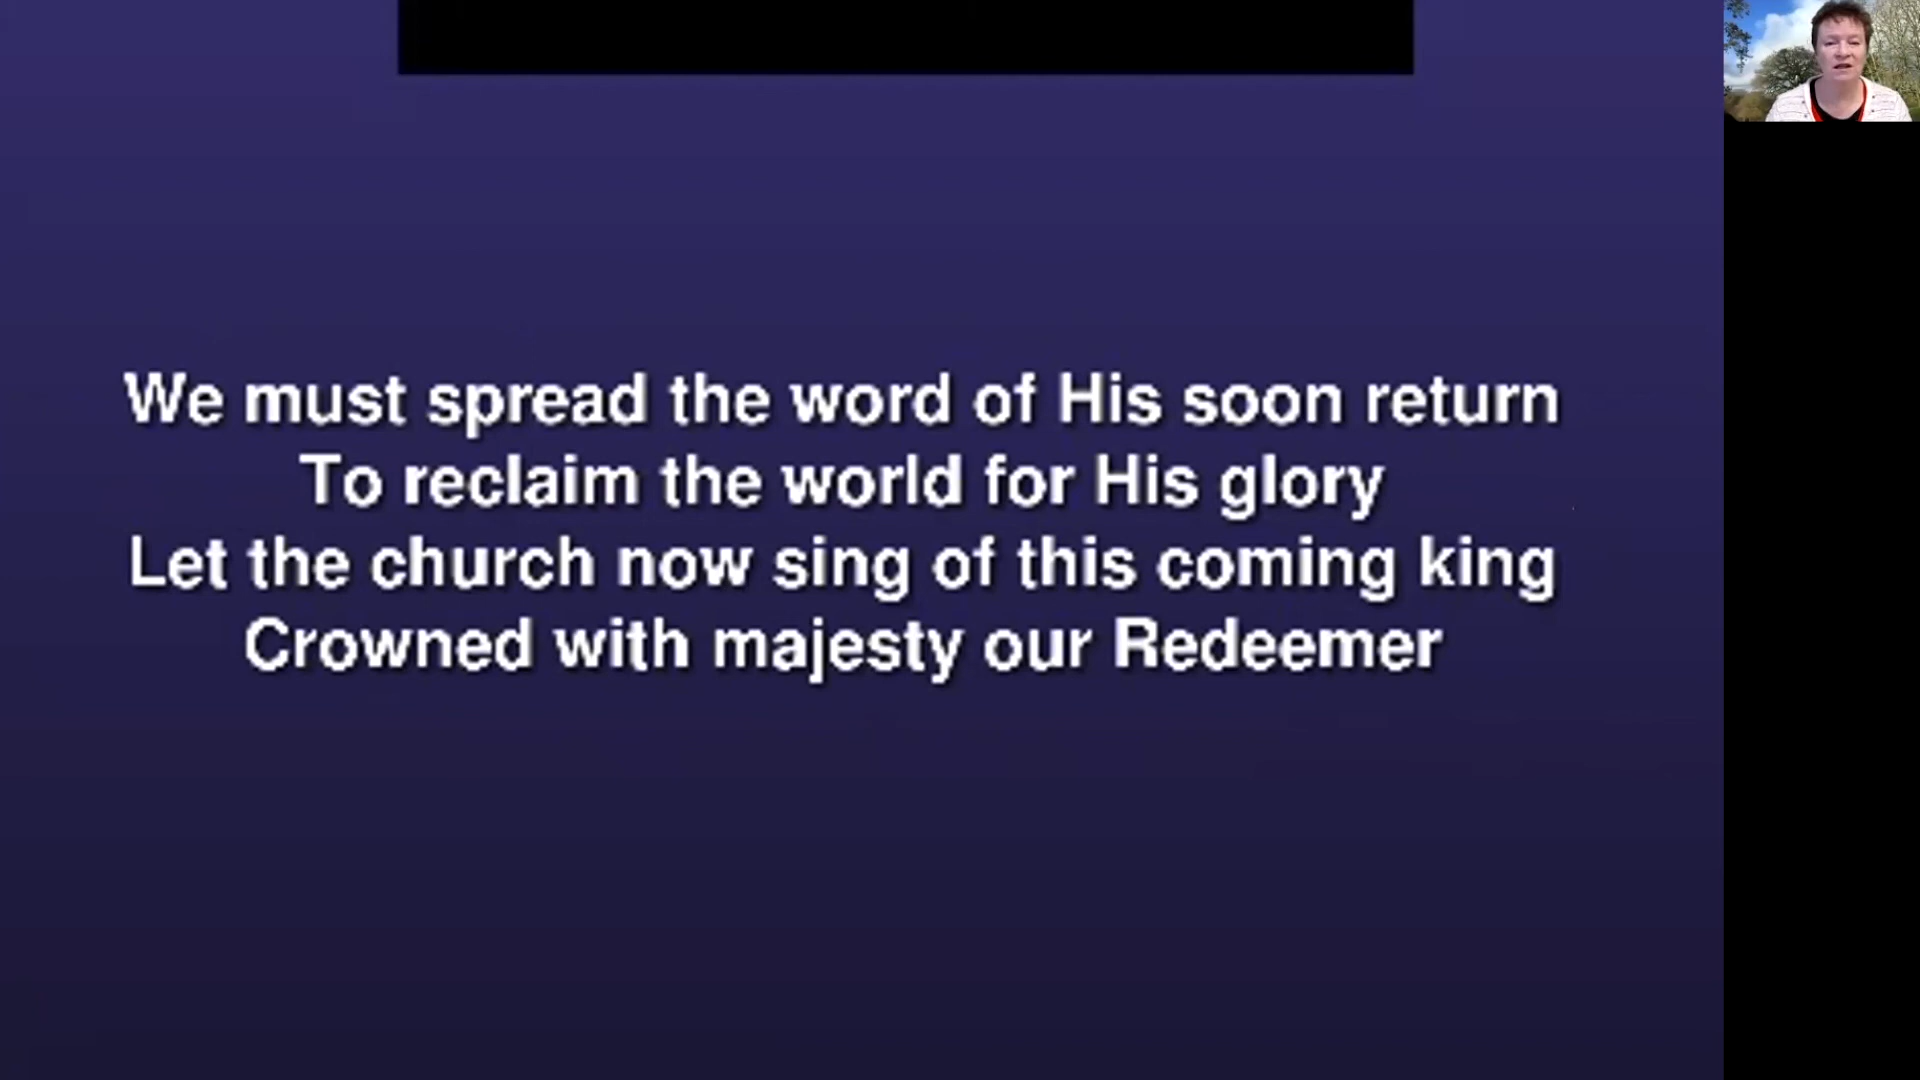 We must spread the word of His soon return
To reclaim the world for His glory
Let the church now sing of this coming king
Crowned with majesty our Redeemer